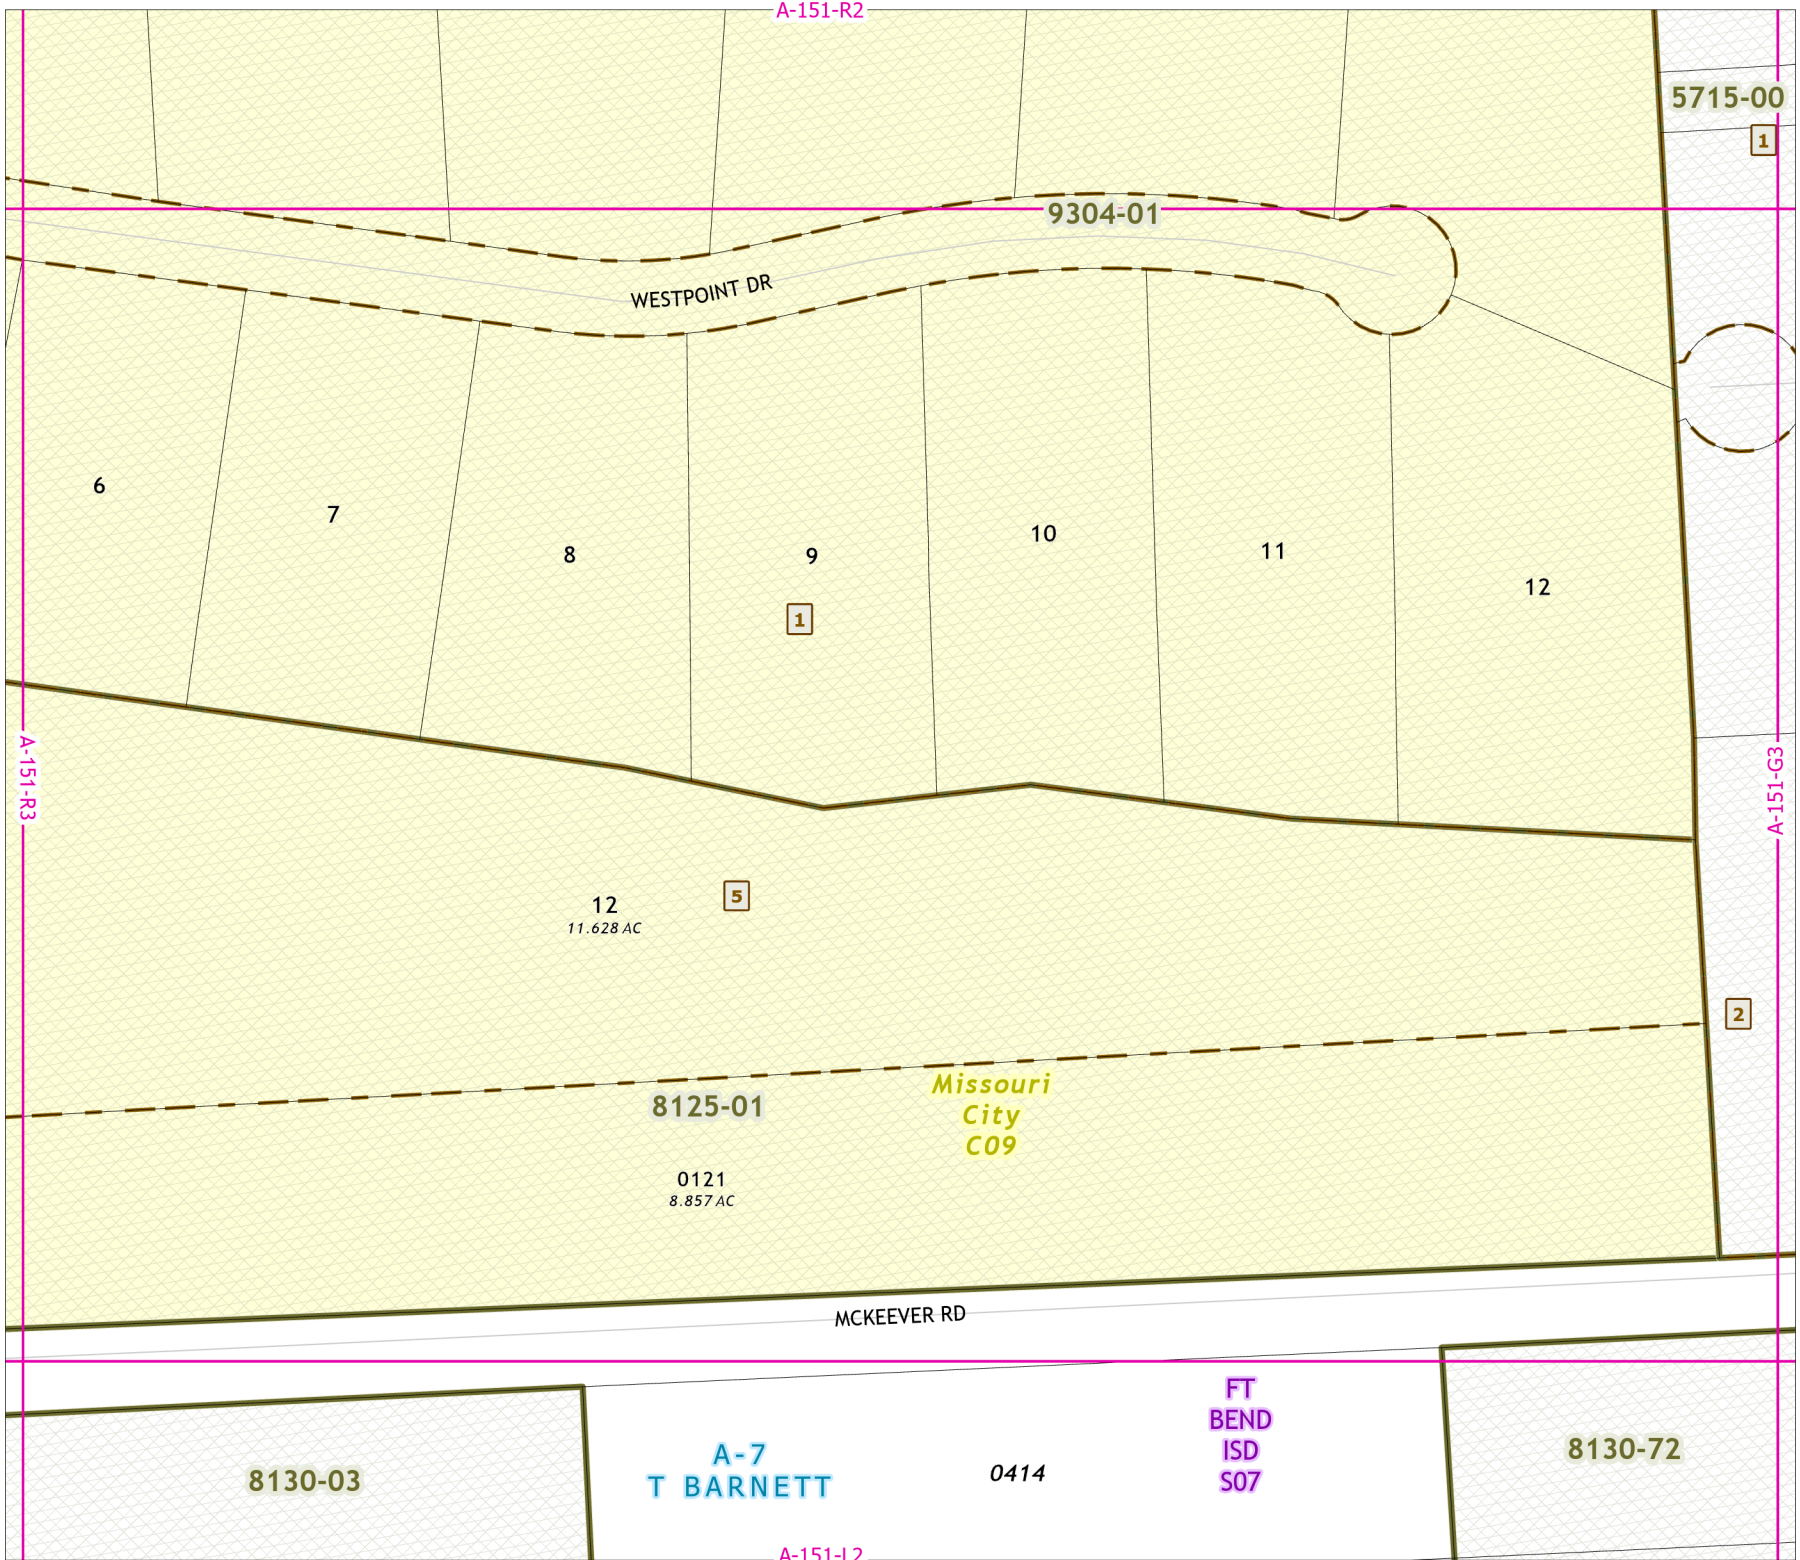 A-151-R2
5715-00
1
9304-01
WESTPOINT DR
6
7
8
9
10
11
12
1
A-151-R3
A-151-G3
12
11.628 AC
5
2
Missouri
City
C09
8125-01
0121
8.857 AC
MCKEEVER RD
FT
BEND
ISD
S07
A-7
T BARNETT
0414
8130-03
8130-72
A-151-L2